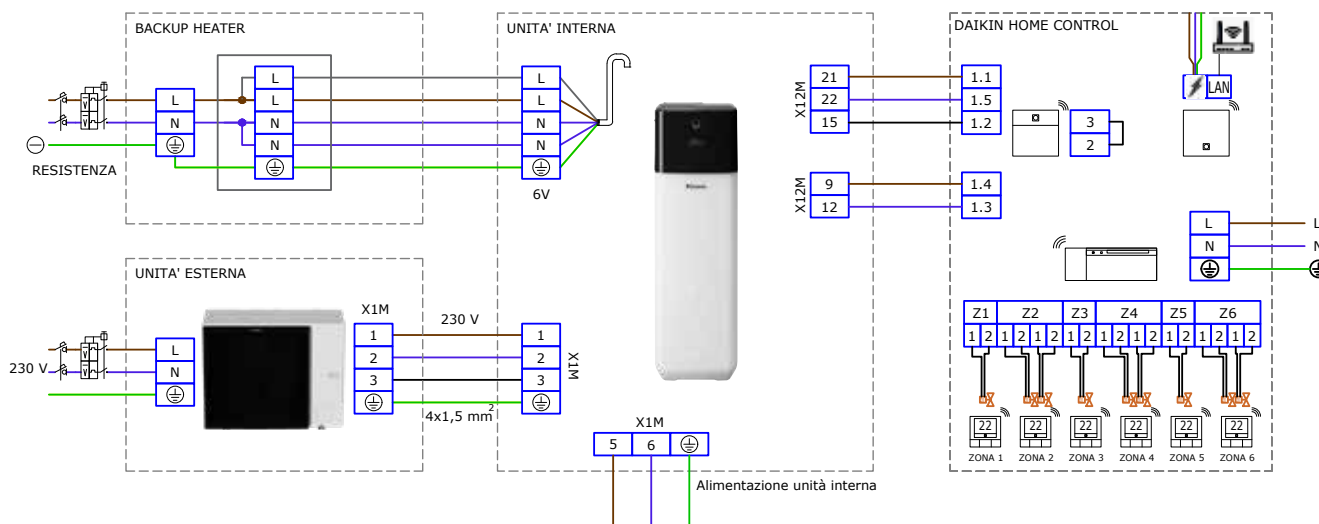 BACKUP HEATER
L
L
N
N
L
N
RESISTENZA
UNITA' INTERNA
L
L
N
N
6V
X12M
21
22
15
X12M
9
12
DAIKIN HOME CONTROL
1.1
1.5
1.2
3
2
LAN
1.4
1.3
L
N
L
N
UNITA' ESTERNA
230 V
L
N
X1M
1
2
3
230 V
4x1,5 mm²
1
2
3
X1M
X1M
5 6
Alimentazione unità interna
Z1 Z2 Z3 Z4 Z5 Z6
1 2 1 2 1 2 1 2 1 2 1 2 1 2 1 2 1 2
22 22 22 22 22 22
ZONA 1 ZONA 2 ZONA 3 ZONA 4 ZONA 5 ZONA 6